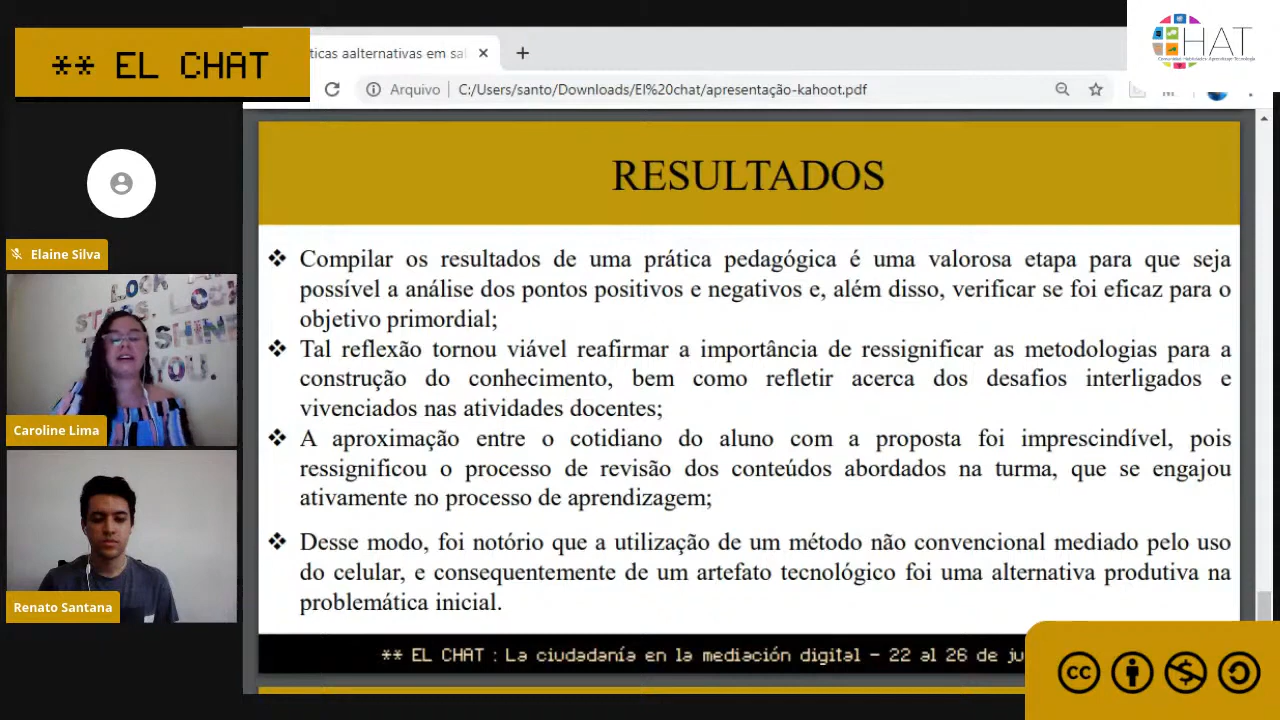 ** EL CHAT
ticas aalternativas em sal
Arquivo
C:/Users/santo/Downloads/El%20chat/apresentação-kahoot.pdf
HAT
Elaine Silva
Caroline Lima
Renato Santana
RESULTADOS
❖ Compilar os resultados de uma prática pedagógica é uma valorosa etapa para que seja
possível a análise dos pontos positivos e negativos e, além disso, verificar se foi eficaz para o
objetivo primordial;
❖ Tal reflexão tornou viável reafirmar a importância de ressignificar as metodologias para a
construção do conhecimento, bem como refletir acerca dos desafios interligados e
vivenciados nas atividades docentes;
❖ A aproximação entre o cotidiano do aluno com a proposta foi imprescindível, pois
ressignificou o processo de revisão dos conteúdos abordados na turma, que se engajou
ativamente no processo de aprendizagem;
❖ Desse modo, foi notório que a utilização de um método não convencional mediado pelo uso
do celular, e consequentemente de um artefato tecnológico foi uma alternativa produtiva na
problemática inicial.
** EL CHAT : La ciudadanía en la mediación digital – 22 al 26 de ju
cc